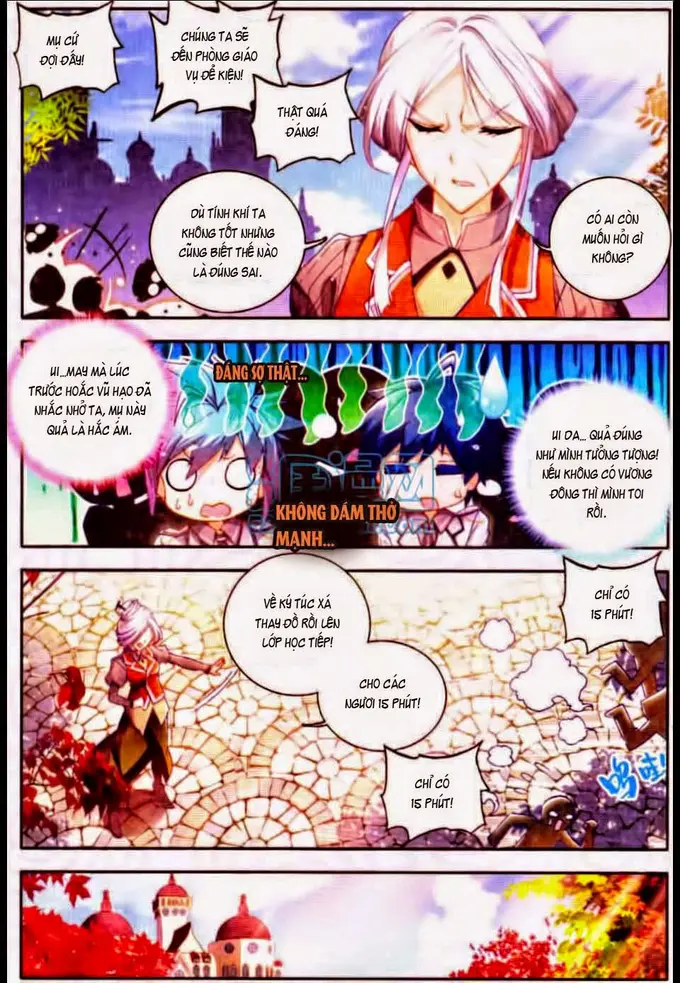 MỤ CỨ
ĐỢI ĐẤY!
CHÚNG TA SẼ
ĐẾN PHÒNG GIÁO
VỤ ĐỂ KIỆN!
THẬT QUÁ
ĐÁNG!
DÙ TÍNH KHÍ TA
KHÔNG TỐT NHƯNG
CŨNG BIẾT THẾ NÀO
LÀ ĐÚNG SAI.
CÓ AI CÒN
MUỐN HỎI GÌ
KHÔNG?
UI...MAY MÀ LÚC
TRƯỚC HOẮC VŨ HẠO ĐÃ
NHẮC NHỞ TA, MỤ NÀY
QUẢ LÀ HẮC ÁM.
ĐÁNG SỢ THẬT...
KHÔNG DÁM THỞ
MẠNH...
UI DA... QUẢ ĐÚNG
NHƯ MÌNH TƯỞNG TƯỢNG!
NẾU KHÔNG CÓ VƯƠNG
ĐÔNG THÌ MÌNH TOI
RỒI.
VỀ KÝ TÚC XÁ
THAY ĐỒ RỒI LÊN
LỚP HỌC TIẾP!
CHO CÁC
NGƯƠI 15 PHÚT!
CHỈ CÓ
15 PHÚT!
CHỈ CÓ
15 PHÚT!
呜哇!